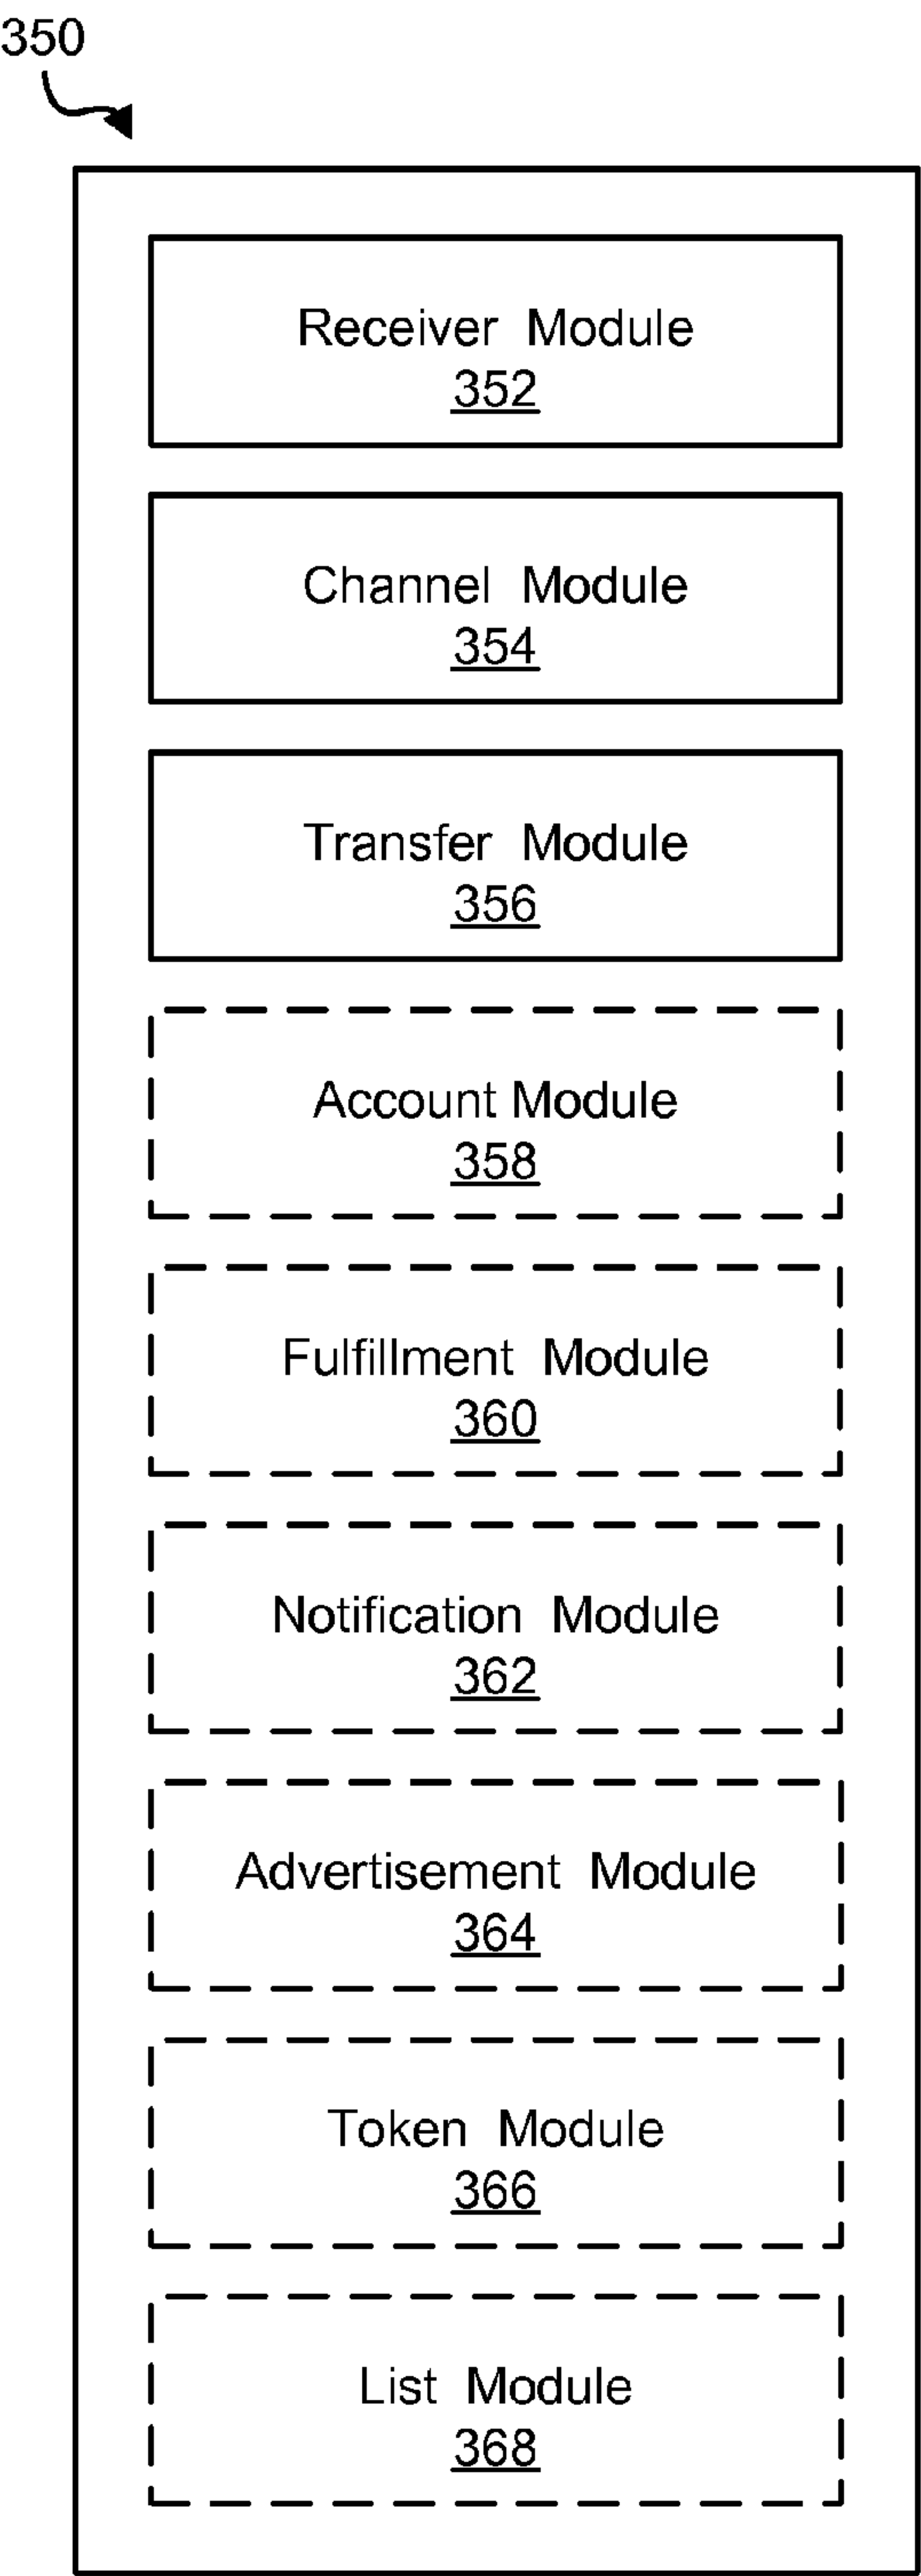 350
Receiver Module
352
Channel Module
354
Transfer Module
356
Account Module
358
Fulfillment Module
360
Notification Module
362
Advertisement Module
364
Token Module
366
List Module
368